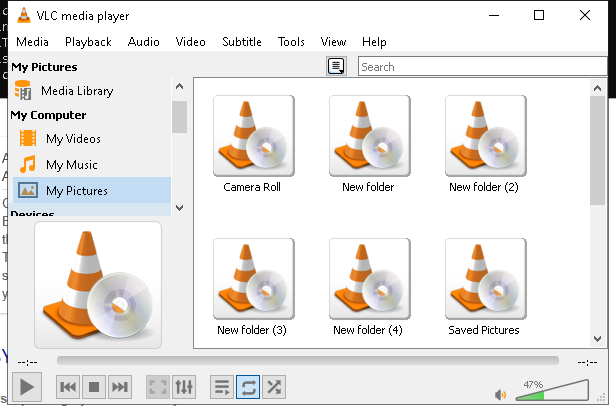 VLC media player
Media Playback Audio Video Subtitle Tools View Help
My Pictures
Search
Media Library
My Computer
My Videos
My Music
My Pictures
Devices
Camera Roll New folder New folder (2)
New folder (3) New folder (4) Saved Pictures
--:-- --:--
47%